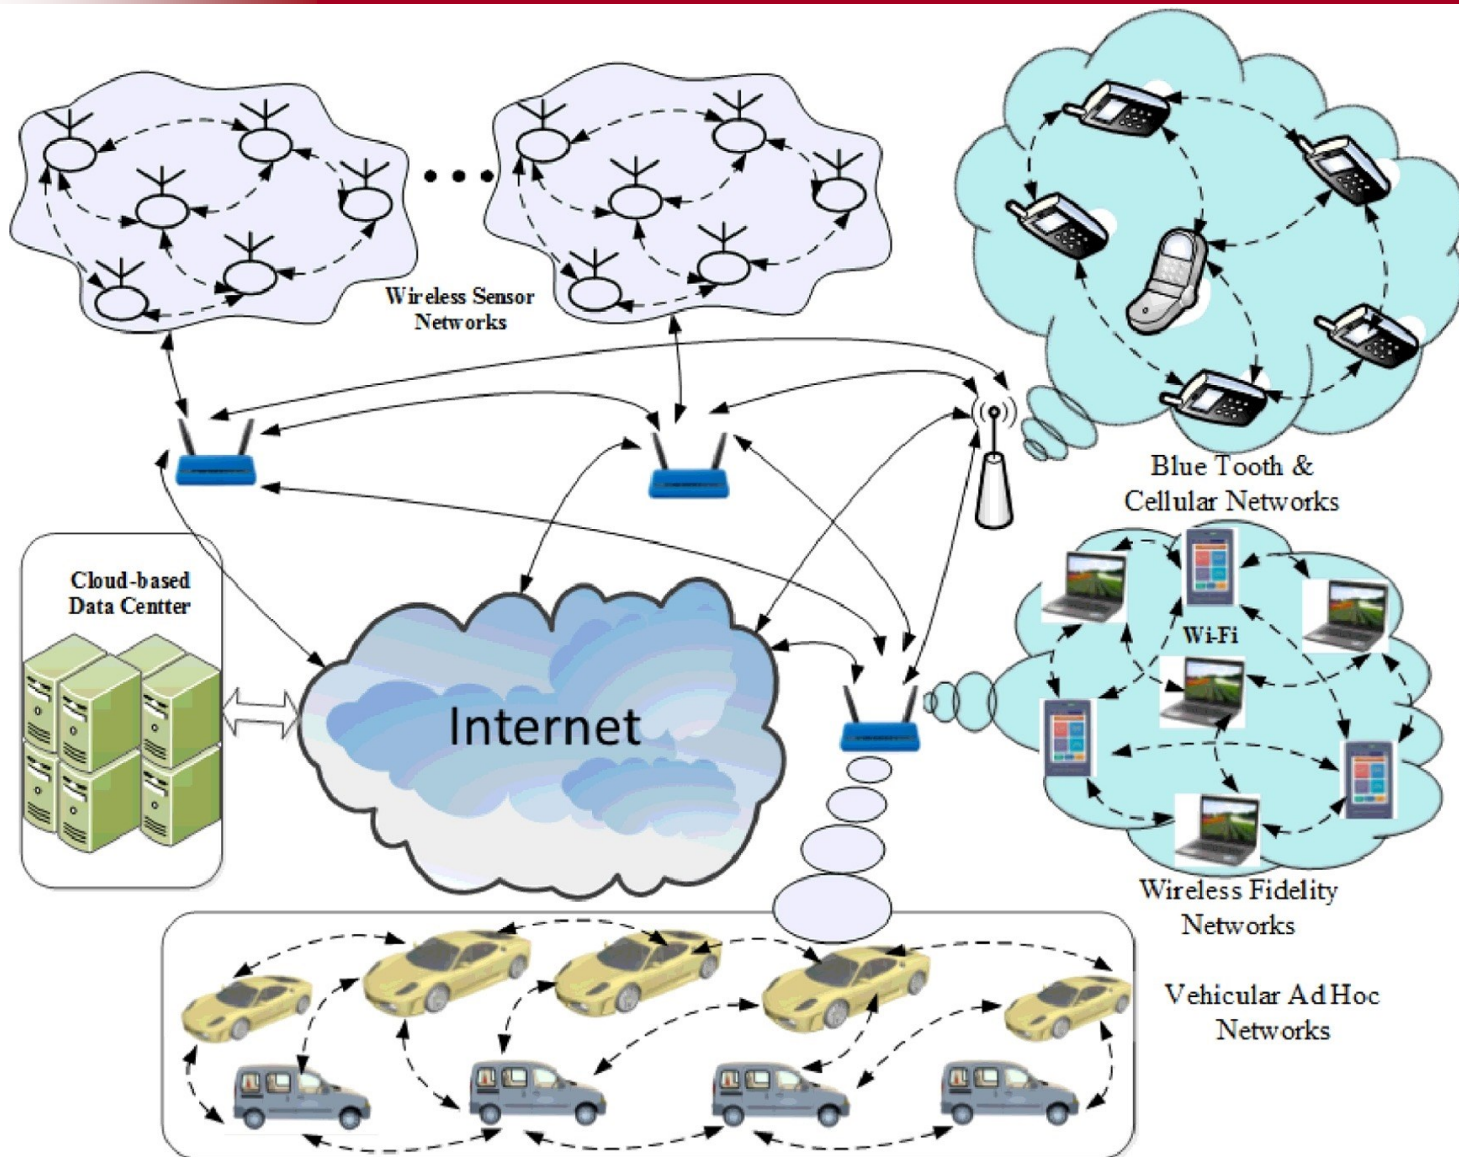 Wireless Sensor
Networks
Blue Tooth &
Cellular Networks
Cloud-based
Data Centter
Wi-Fi
Internet
Wireless Fidelity
Networks
Vehicular Ad Hoc
Networks